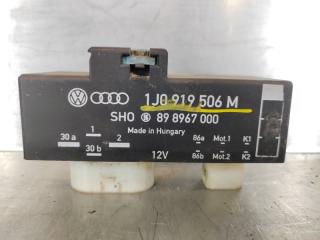 1J0 919 506 M
SHO S 89 8967 000
Made in Hungary
30 a 1 2 86a Mot.1 K1
30 b 12V 86b Mot.2 K2